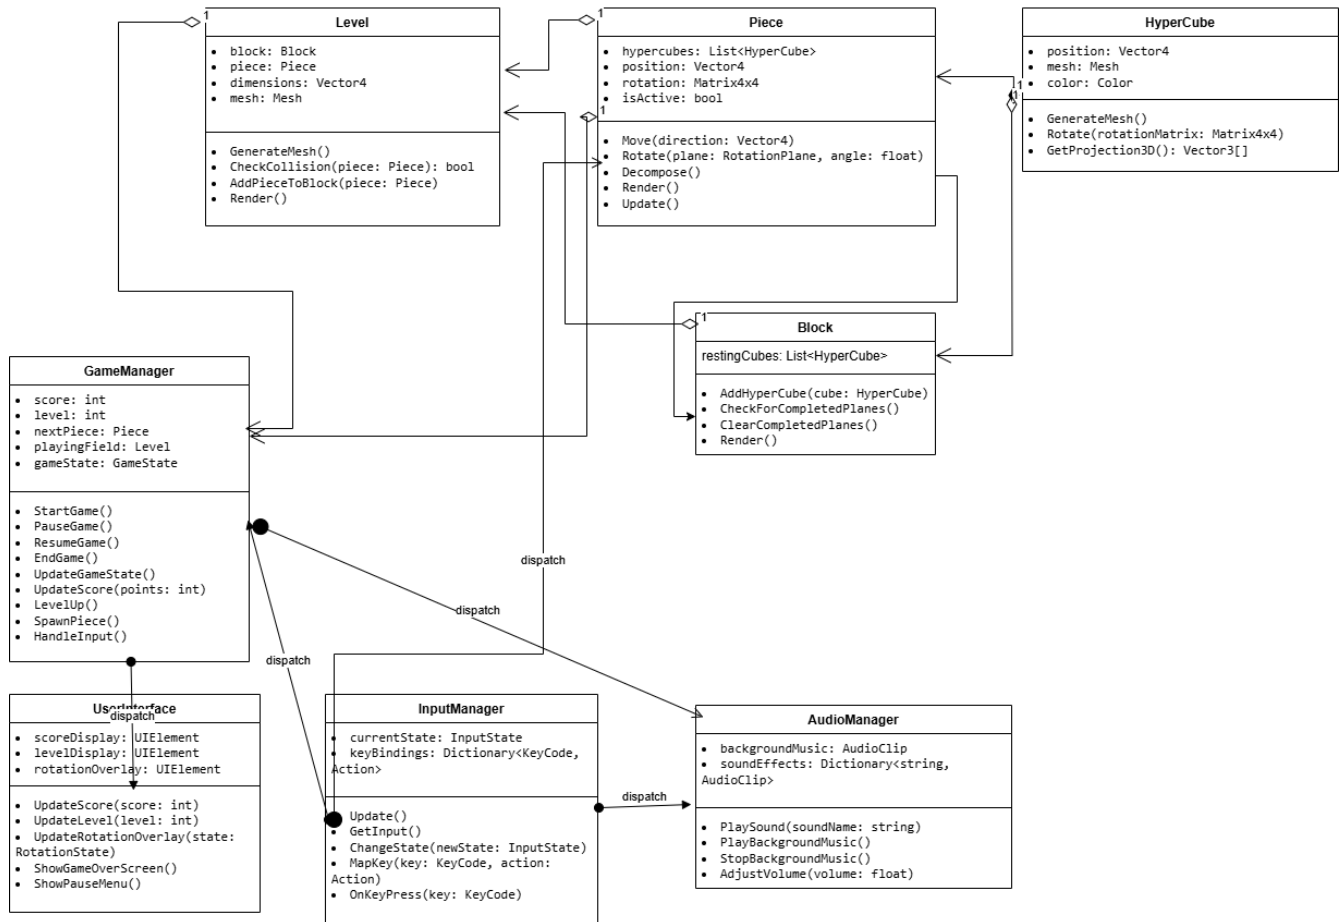 1
Level
block: Block
piece: Piece
dimensions: Vector4
mesh: Mesh
GenerateMesh()
CheckCollision(piece: Piece): bool
AddPieceToBlock(piece: Piece)
Render()
1
Piece
hypercubes: List<HyperCube>
position: Vector4
rotation: Matrix4x4
isActive: bool
1
Move(direction: Vector4)
Rotate(plane: RotationPlane, angle: float)
Decompose()
Render()
Update()
HyperCube
position: Vector4
mesh: Mesh
color: Color
1
1
GenerateMesh()
Rotate(rotationMatrix: Matrix4x4)
GetProjection3D(): Vector3[]
1
Block
restingCubes: List<HyperCube>
AddHyperCube(cube: HyperCube)
CheckForCompletedPlanes()
ClearCompletedPlanes()
Render()
GameManager
score: int
level: int
nextPiece: Piece
playingField: Level
gameState: GameState
StartGame()
PauseGame()
ResumeGame()
EndGame()
UpdateGameState()
UpdateScore(points: int)
LevelUp()
SpawnPiece()
HandleInput()
dispatch
dispatch
dispatch
UserInterface
dispatch
scoreDisplay: UIElement
levelDisplay: UIElement
rotationOverlay: UIElement
UpdateScore(score: int)
UpdateLevel(level: int)
UpdateRotationOverlay(state:
RotationState)
ShowGameOverScreen()
ShowPauseMenu()
InputManager
currentState: InputState
keyBindings: Dictionary<KeyCode,
Action>
Update()
GetInput()
ChangeState(newState: InputState)
MapKey(key: KeyCode, action:
Action)
OnKeyPress(key: KeyCode)
dispatch
AudioManager
backgroundMusic: AudioClip
soundEffects: Dictionary<string,
AudioClip>
PlaySound(soundName: string)
PlayBackgroundMusic()
StopBackgroundMusic()
AdjustVolume(volume: float)